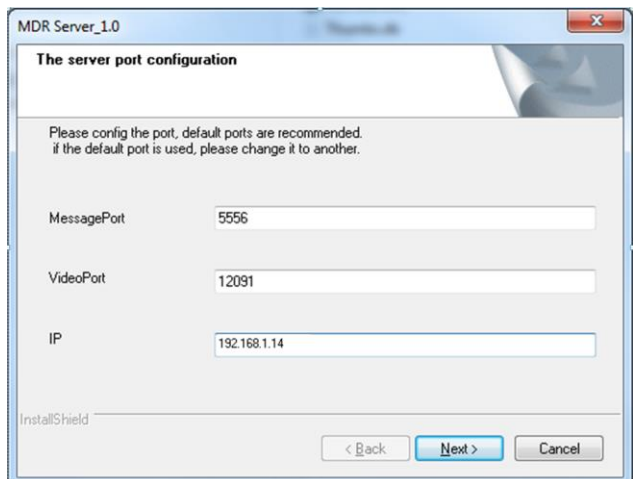 MDR Server_1.0
The server port configuration
Please config the port, default ports are recommended.
if the default port is used, please change it to another.
MessagePort 5556
VideoPort 12091
IP 192.168.1.14
InstallShield
< Back Next > Cancel